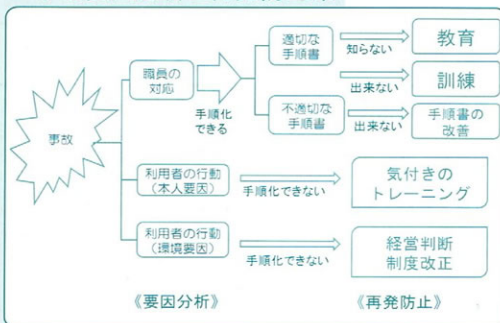 事故
職員の
対応
手順化
できる
適切な
手順書
知らない
教育
出来ない
訓練
不適切な
手順書
出来ない
手順書の
改善
利用者の行動
(本人要因)
手順化できない
気付きの
トレーニング
利用者の行動
(環境要因)
手順化できない
経営判断
制度改正
《要因分析》
《再発防止》